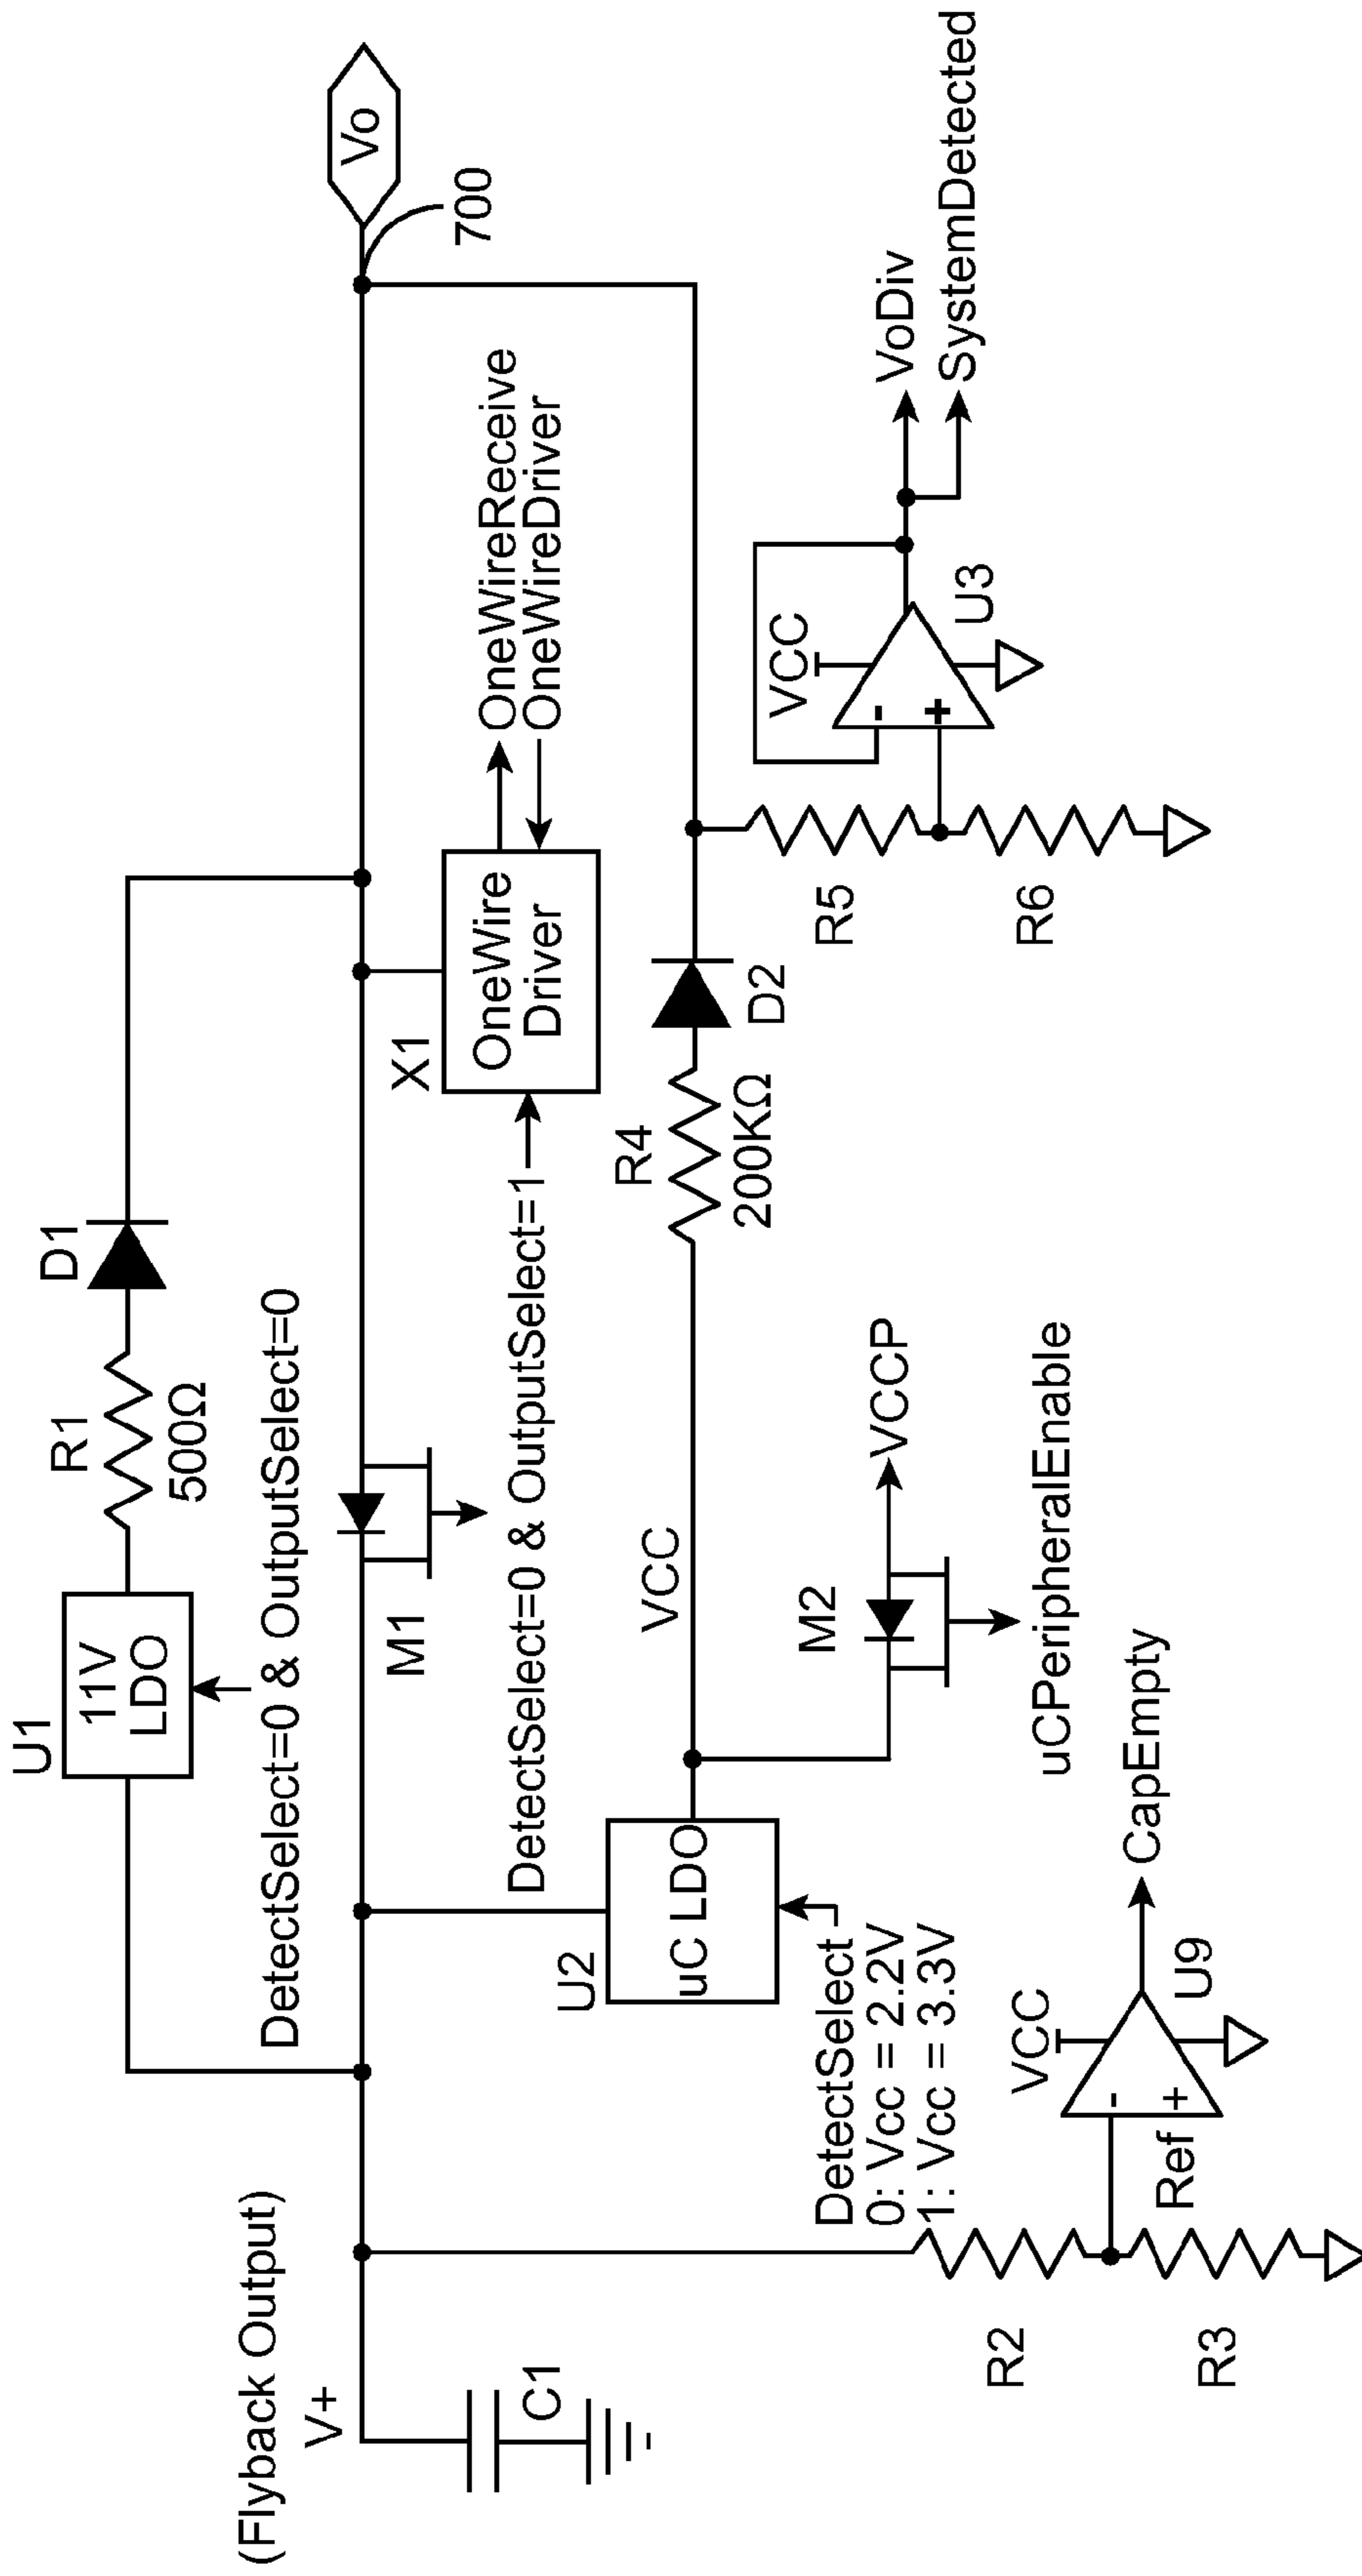 (Flyback Output)
V+
C1
U1
11V
LDO
R1
500Ω
D1
DetectSelect=0 & OutputSelect=0
M1
Vo
700
DetectSelect=0 & OutputSelect=1
X1
OneWire
Driver
OneWireReceive
OneWireDriver
U2
uC LDO
DetectSelect
0: Vcc = 2.2V
1: Vcc = 3.3V
VCC
R4
200KΩ
D2
M2
VCCP
uCPeripheralEnable
R5
R6
VCC
-
+
U3
VoDiv
SystemDetected
R2
R3
VCC
-
+
Ref
U9
CapEmpty